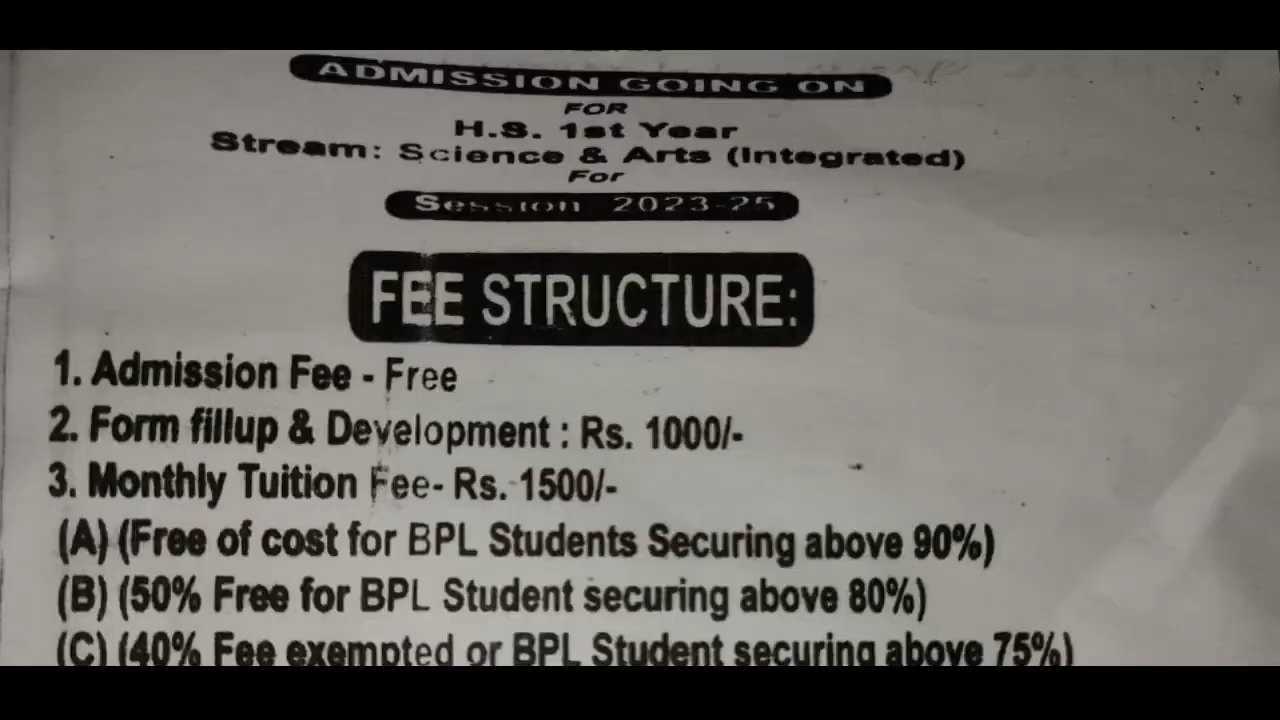 ADMISSION GOING ON
FOR
H.S. 1st Year
Stream: Science & Arts (Integrated)
For
Session 2023-25
FEE STRUCTURE:
1. Admission Fee - Free
2. Form fillup & Development : Rs. 1000/-
3. Monthly Tuition Fee- Rs. 1500/-
(A) (Free of cost for BPL Students Securing above 90%)
(B) (50% Free for BPL Student securing above 80%)
(C) (40% Fee exempted or BPL Student securing above 75%)